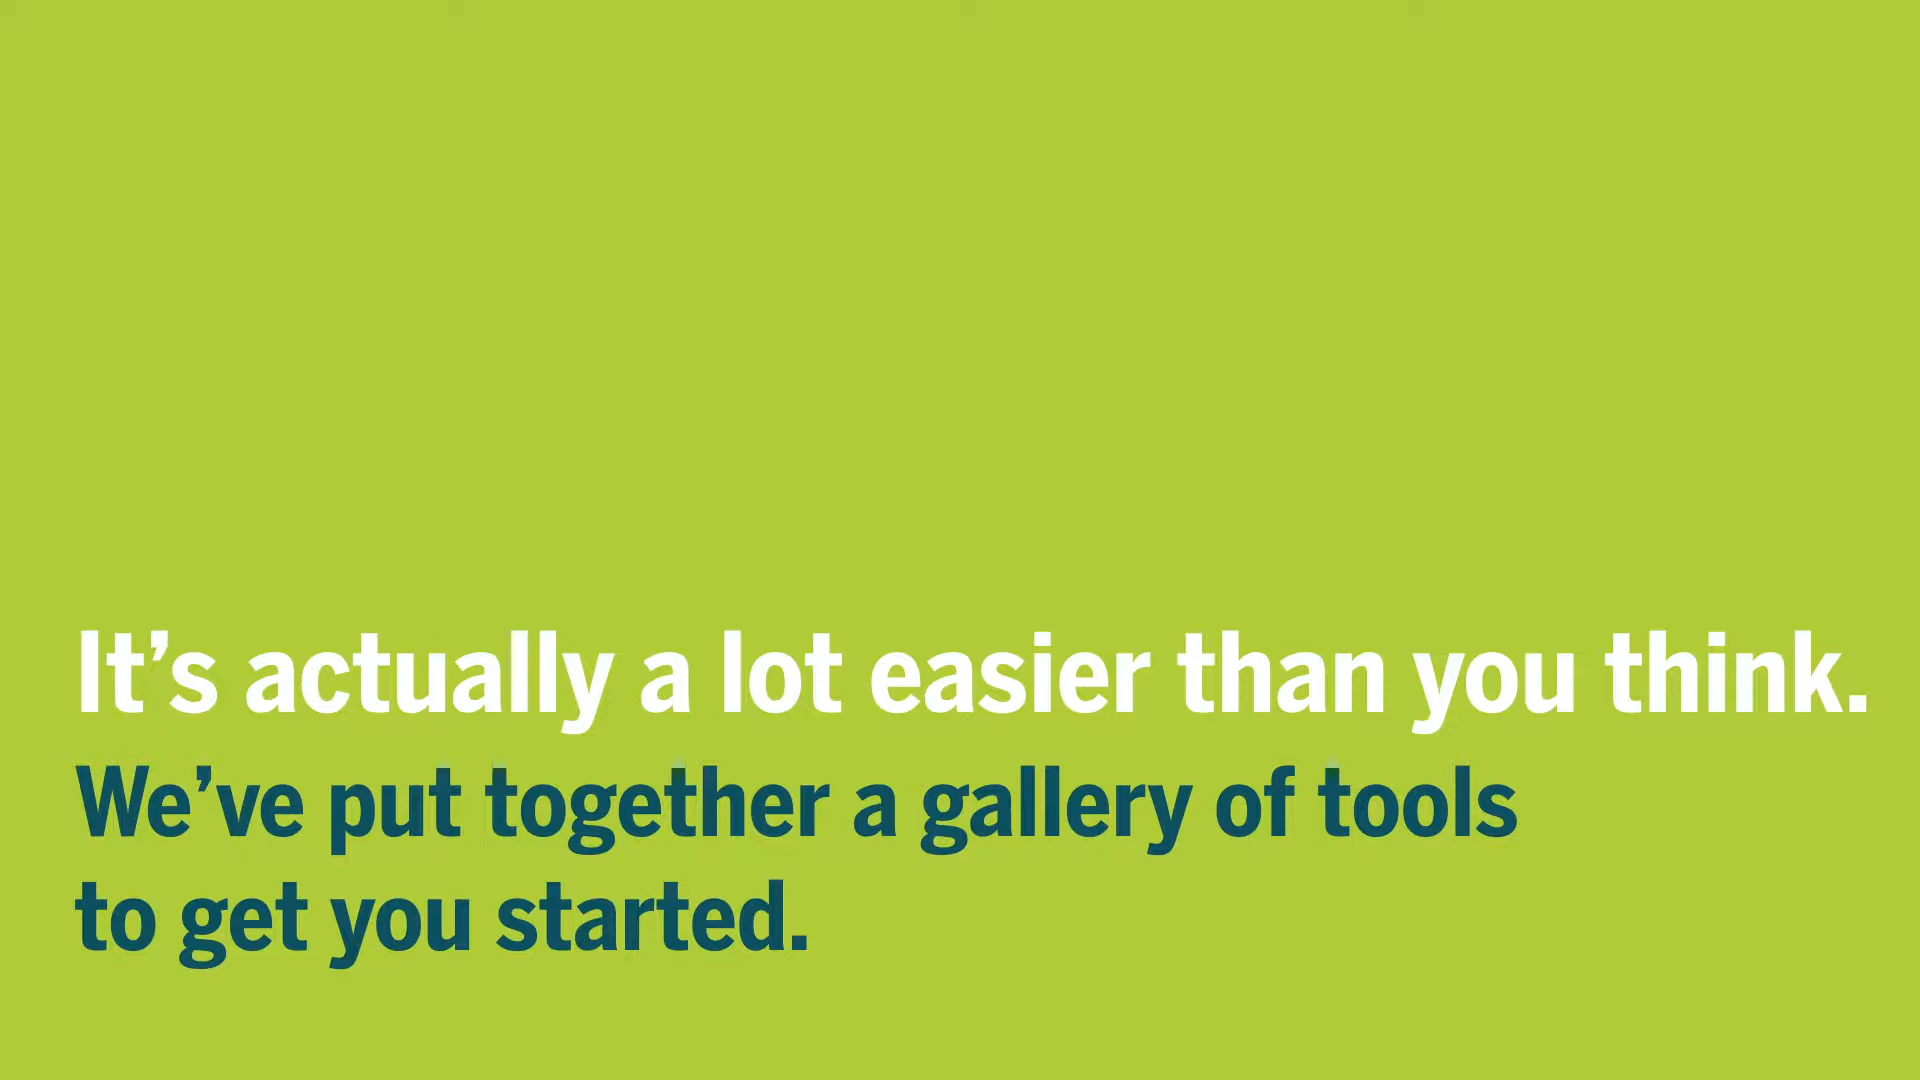 It’s actually a lot easier than you think.
We’ve put together a gallery of tools
to get you started.